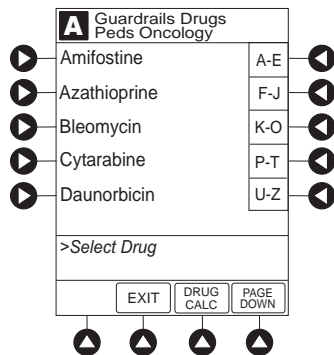 A Guardrails Drugs
Peds Oncology
Amifostine A-E
Azathioprine F-J
Bleomycin K-O
Cytarabine P-T
Daunorbicin U-Z
>Select Drug
EXIT DRUG CALC PAGE DOWN